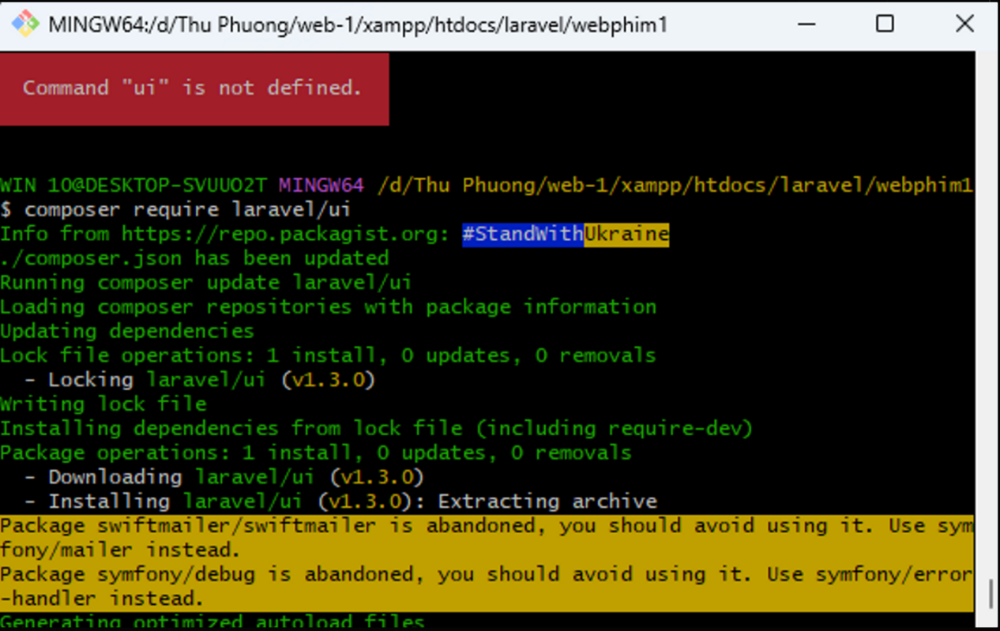 MINGW64:/d/Thu Phuong/web-1/xampp/htdocs/laravel/webphim1
Command "ui" is not defined.
WIN 10@DESKTOP-SVUUO2T MINGW64 /d/Thu Phuong/web-1/xampp/htdocs/laravel/webphim1
$ composer require laravel/ui
Info from https://repo.packagist.org: #StandWithUkraine
./composer.json has been updated
Running composer update laravel/ui
Loading composer repositories with package information
Updating dependencies
Lock file operations: 1 install, 0 updates, 0 removals
- Locking laravel/ui (v1.3.0)
Writing lock file
Installing dependencies from lock file (including require-dev)
Package operations: 1 install, 0 updates, 0 removals
- Downloading laravel/ui (v1.3.0)
- Installing laravel/ui (v1.3.0): Extracting archive
Package swiftmailer/swiftmailer is abandoned, you should avoid using it. Use sym
fony/mailer instead.
Package symfony/debug is abandoned, you should avoid using it. Use symfony/error
-handler instead.
Generating optimized autoload files